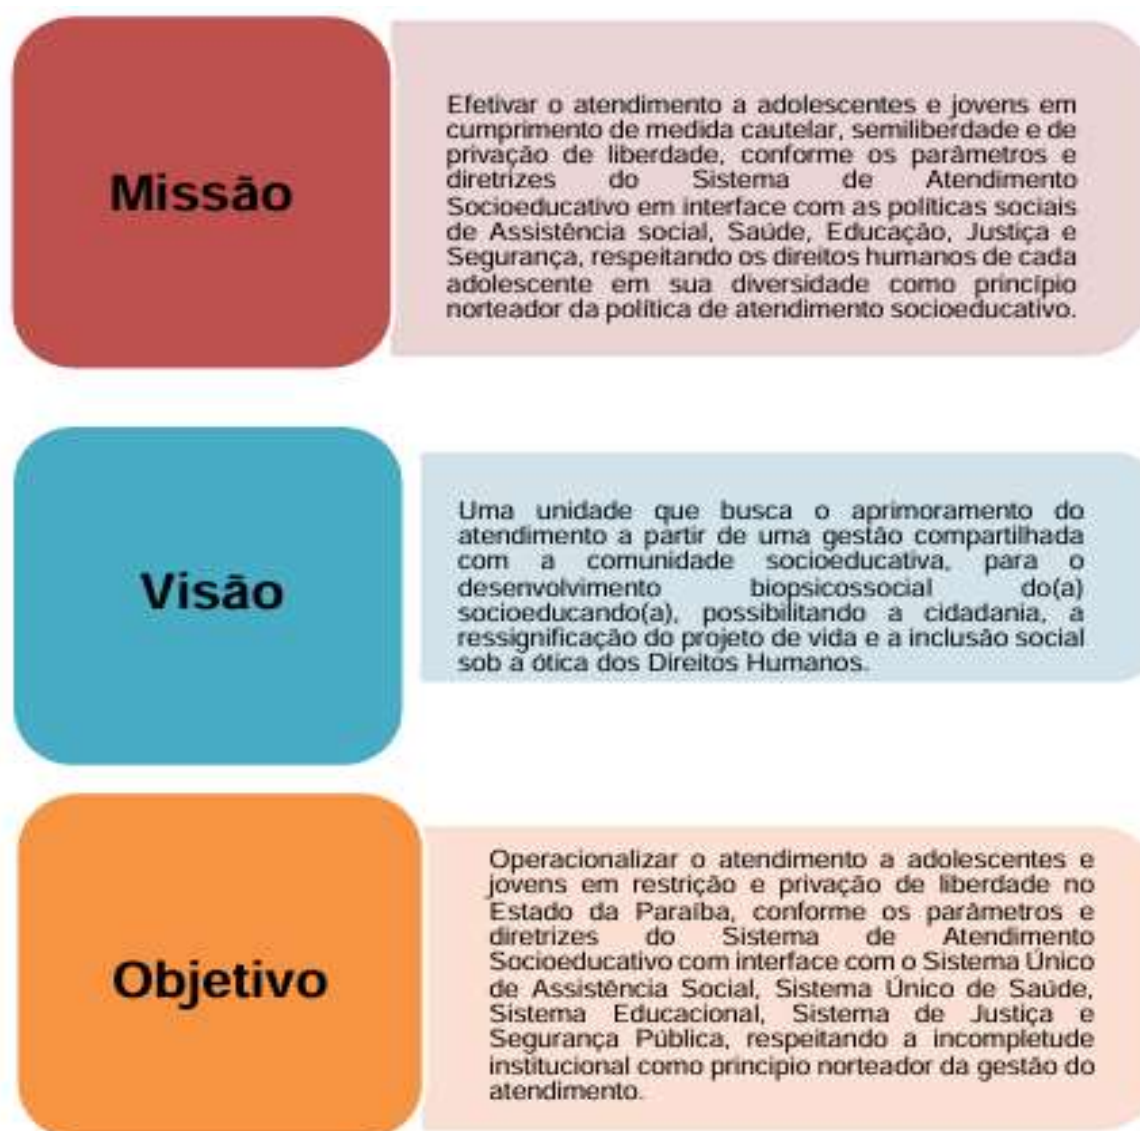 Missão
Efetivar o atendimento a adolescentes e jovens em
cumprimento de medida cautelar, semiliberdade e de
privação de liberdade, conforme os parâmetros e
diretrizes do Sistema de Atendimento
Socioeducativo em interface com as políticas sociais
de Assistência social, Saúde, Educação, Justiça e
Segurança, respeitando os direitos humanos de cada
adolescente em sua diversidade como princípio
norteador da política de atendimento socioeducativo.
Visão
Uma unidade que busca o aprimoramento do
atendimento a partir de uma gestão compartilhada
com a comunidade socioeducativa, para o
desenvolvimento biopsicossocial do(a)
socioeducando(a), possibilitando a cidadania, a
ressignificação do projeto de vida e a inclusão social
sob a ótica dos Direitos Humanos.
Objetivo
Operacionalizar o atendimento a adolescentes e
jovens em restrição e privação de liberdade no
Estado da Paraíba, conforme os parâmetros e
diretrizes do Sistema de Atendimento
Socioeducativo com interface com o Sistema Único
de Assistência Social, Sistema Único de Saúde,
Sistema Educacional, Sistema de Justiça e
Segurança Pública, respeitando a incompletude
institucional como principio norteador da gestão do
atendimento.